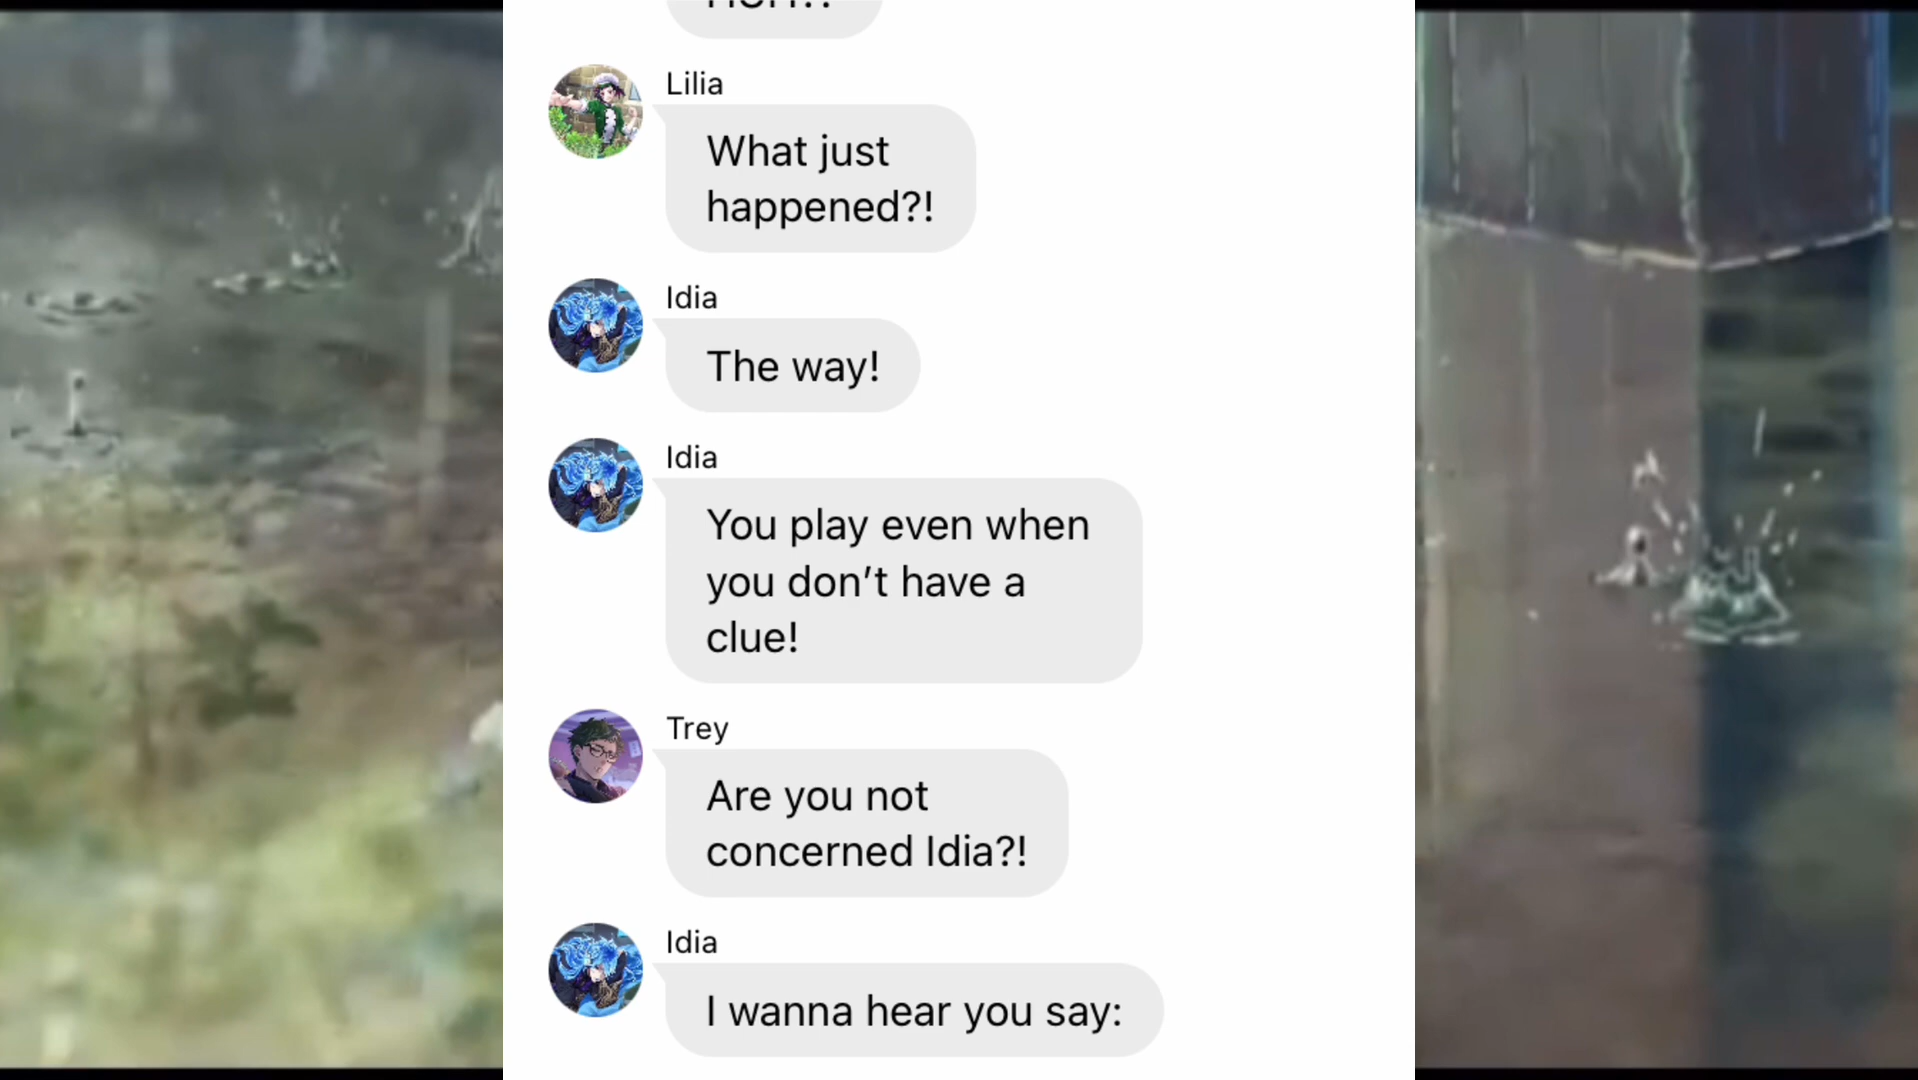 Lilia
What just
happened?!
Idia
The way!
Idia
You play even when
you don’t have a
clue!
Trey
Are you not
concerned Idia?!
Idia
I wanna hear you say: